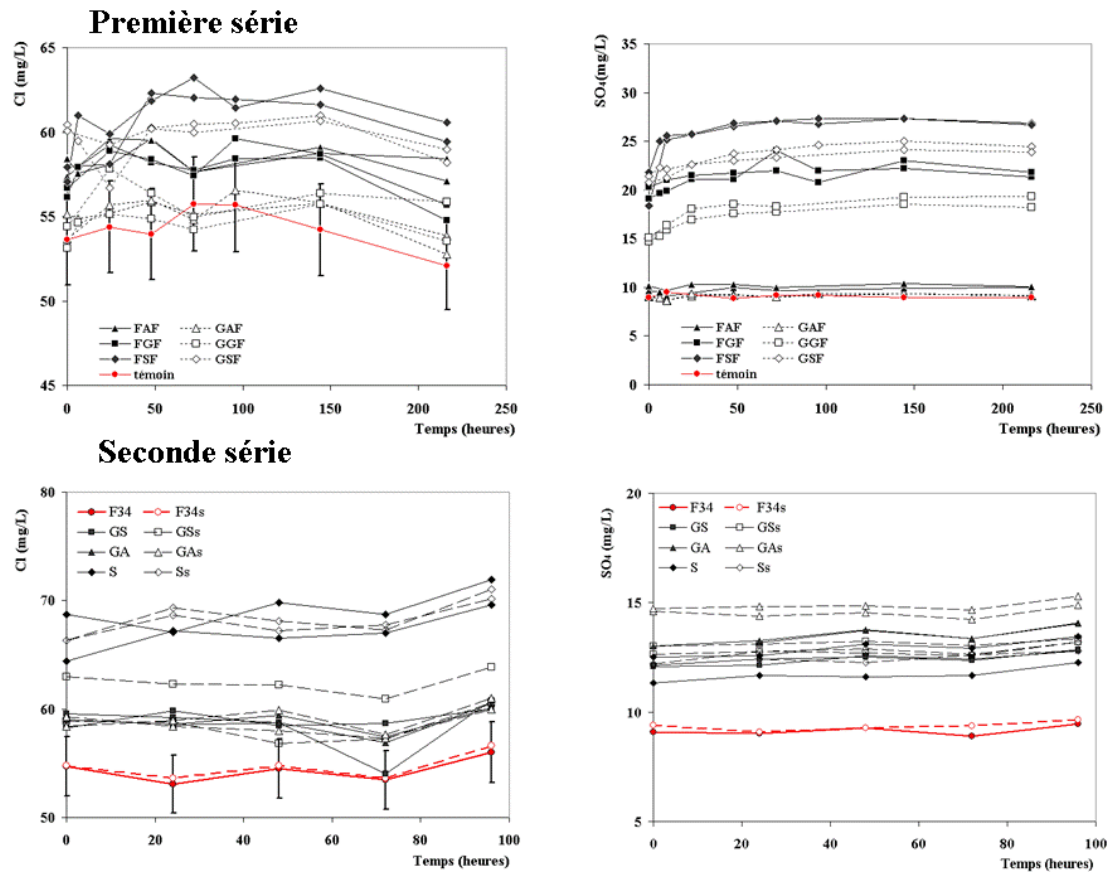 Première série
Cl (mg/L)
65
60
55
50
45
0 50 100 150 200 250
Temps (heures)
FAF GAF
FGF GGF
FSF GSF
témoin
SO₄(mg/L)
35
30
25
20
15
10
5
0
0 50 100 150 200 250
Temps (heures)
FAF GAF
FGF GGF
FSF GSF
témoin
Seconde série
Cl (mg/L)
80
70
60
50
0 20 40 60 80 100
Temps (heures)
F34 F34s
GS GSs
GA GAs
S Ss
SO₄ (mg/L)
20
15
10
5
0 20 40 60 80 100
Temps (heures)
F34 F34s
GS GSs
GA GAs
S Ss